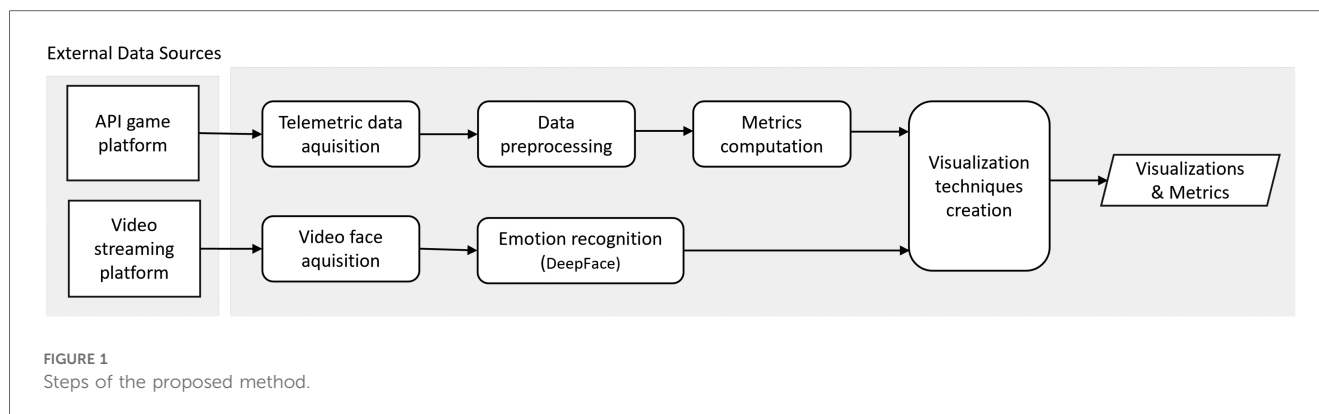 External Data Sources
API game
platform
Telemetric data
aquisition
Data
preprocessing
Metrics
computation
Visualization
techniques
creation
Visualizations
& Metrics
Video
streaming
platform
Video face
aquisition
Emotion recognition
(DeepFace)
FIGURE 1
Steps of the proposed method.